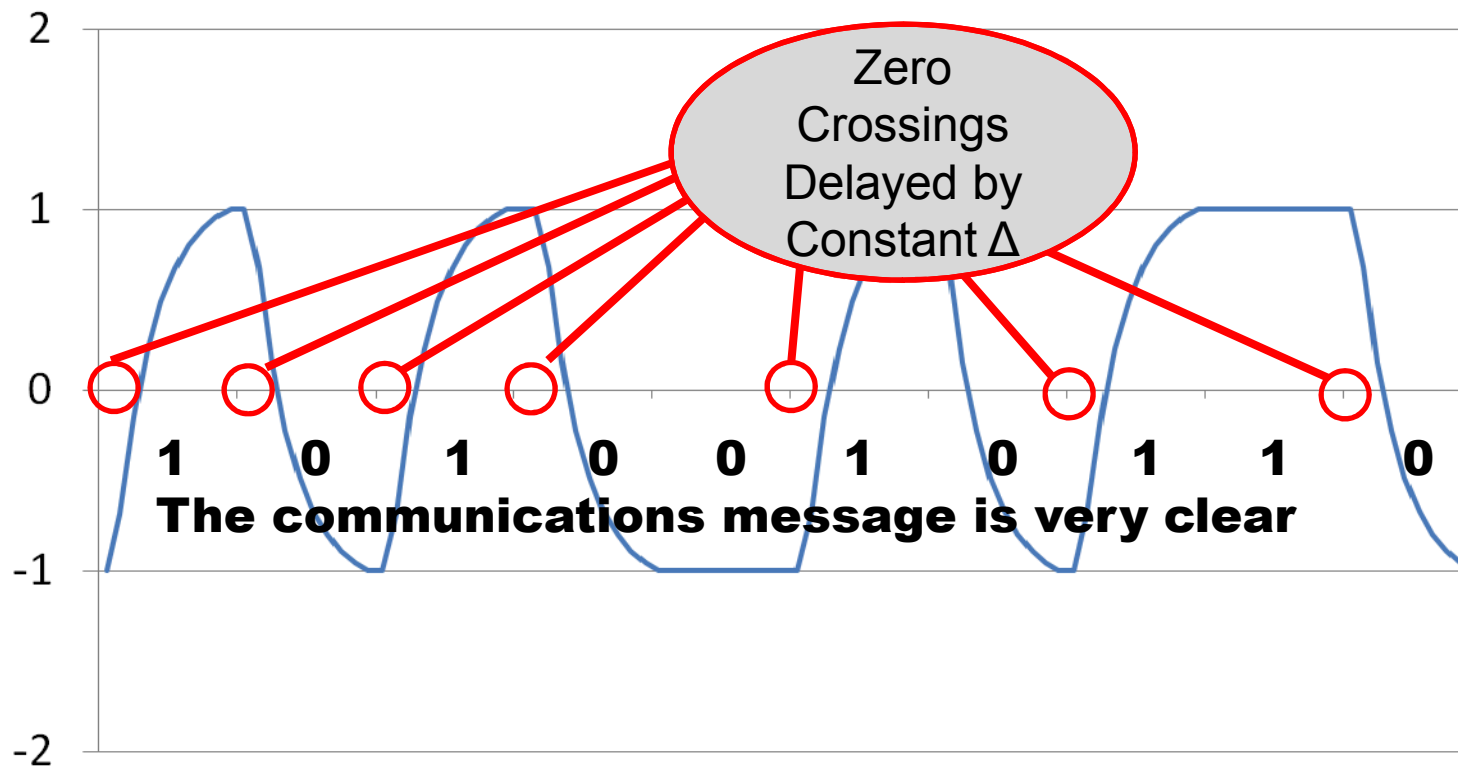 2
Zero
Crossings
Delayed by
Constant Δ
1
0
1 0 1 0 0 1 0 1 1 0
The communications message is very clear
-1
-2